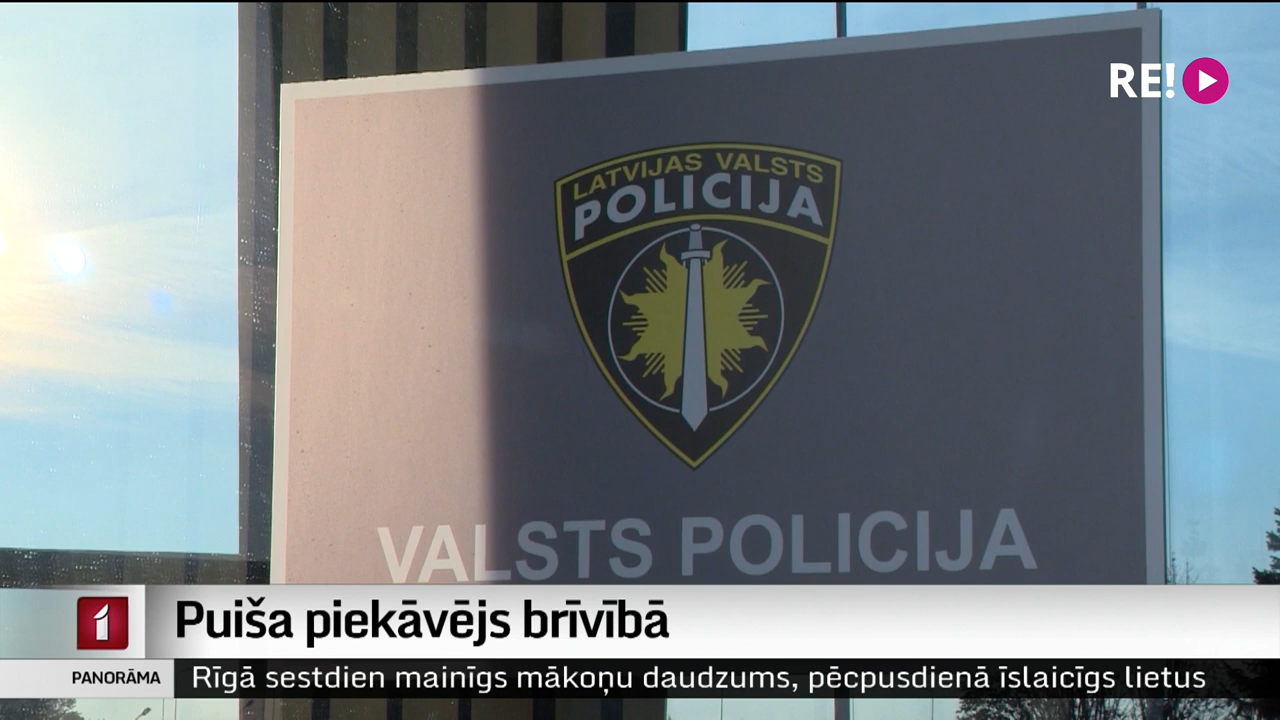 RE!
LATVIJAS VALSTS
POLICIJA
VALSTS POLICIJA
1
Puiša piekāvējs brīvībā
PANORĀMA
Rīgā sestdien mainīgs mākoņu daudzums, pēcpusdienā īslaicīgs lietus